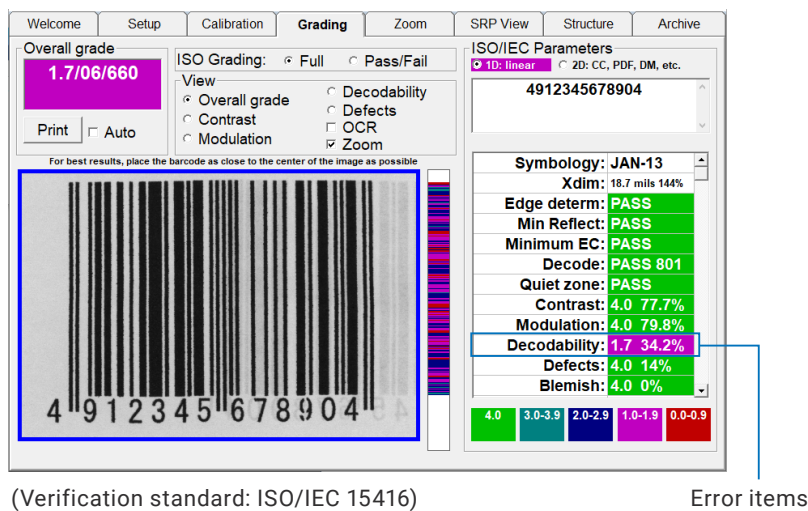 Welcome Setup Calibration Grading Zoom SRP View Structure Archive
Overall grade
1.7/06/660
Print Auto
ISO Grading: Full Pass/Fail
View
Overall grade
Contrast
Modulation
Decodability
Defects
OCR
Zoom
For best results, place the barcode as close to the center of the image as possible
4 912345 678904
ISO/IEC Parameters
1D: linear 2D: CC, PDF, DM, etc.
4912345678904
Symbology: JAN-13
Xdim: 18.7 mils 144%
Edge determ: PASS
Min Reflect: PASS
Minimum EC: PASS
Decode: PASS 801
Quiet zone: PASS
Contrast: 4.0 77.7%
Modulation: 4.0 79.8%
Decodability: 1.7 34.2%
Defects: 4.0 14%
Blemish: 4.0 0%
4.0 3.0-3.9 2.0-2.9 1.0-1.9 0.0-0.9
(Verification standard: ISO/IEC 15416)
Error items